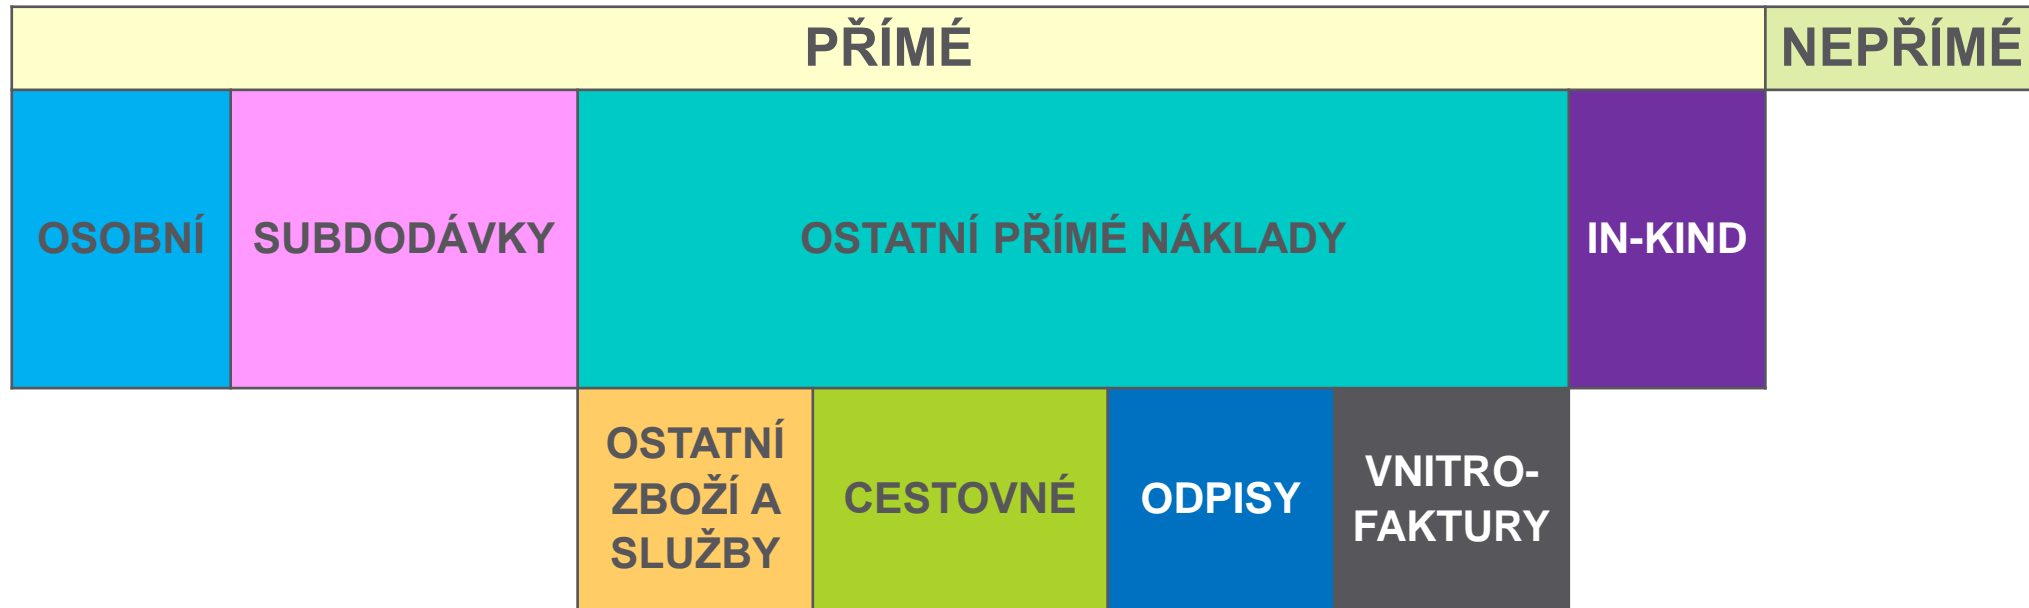 PŘÍMÉ
NEPŘÍMÉ
OSOBNÍ
SUBDODÁVKY
OSTATNÍ PŘÍMÉ NÁKLADY
IN-KIND
OSTATNÍ
ZBOŽÍ A
SLUŽBY
CESTOVNÉ
ODPISY
VNITRO-
FAKTURY